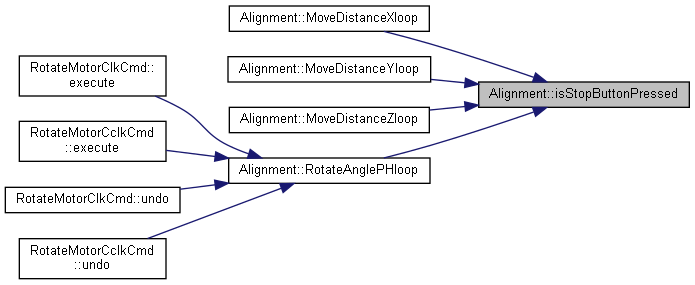 Alignment::MoveDistanceXloop
RotateMotorClkCmd::
execute
Alignment::MoveDistanceYloop
Alignment::isStopButtonPressed
Alignment::MoveDistanceZloop
RotateMotorCclkCmd
::execute
Alignment::RotateAnglePHloop
RotateMotorClkCmd::undo
RotateMotorCclkCmd
::undo